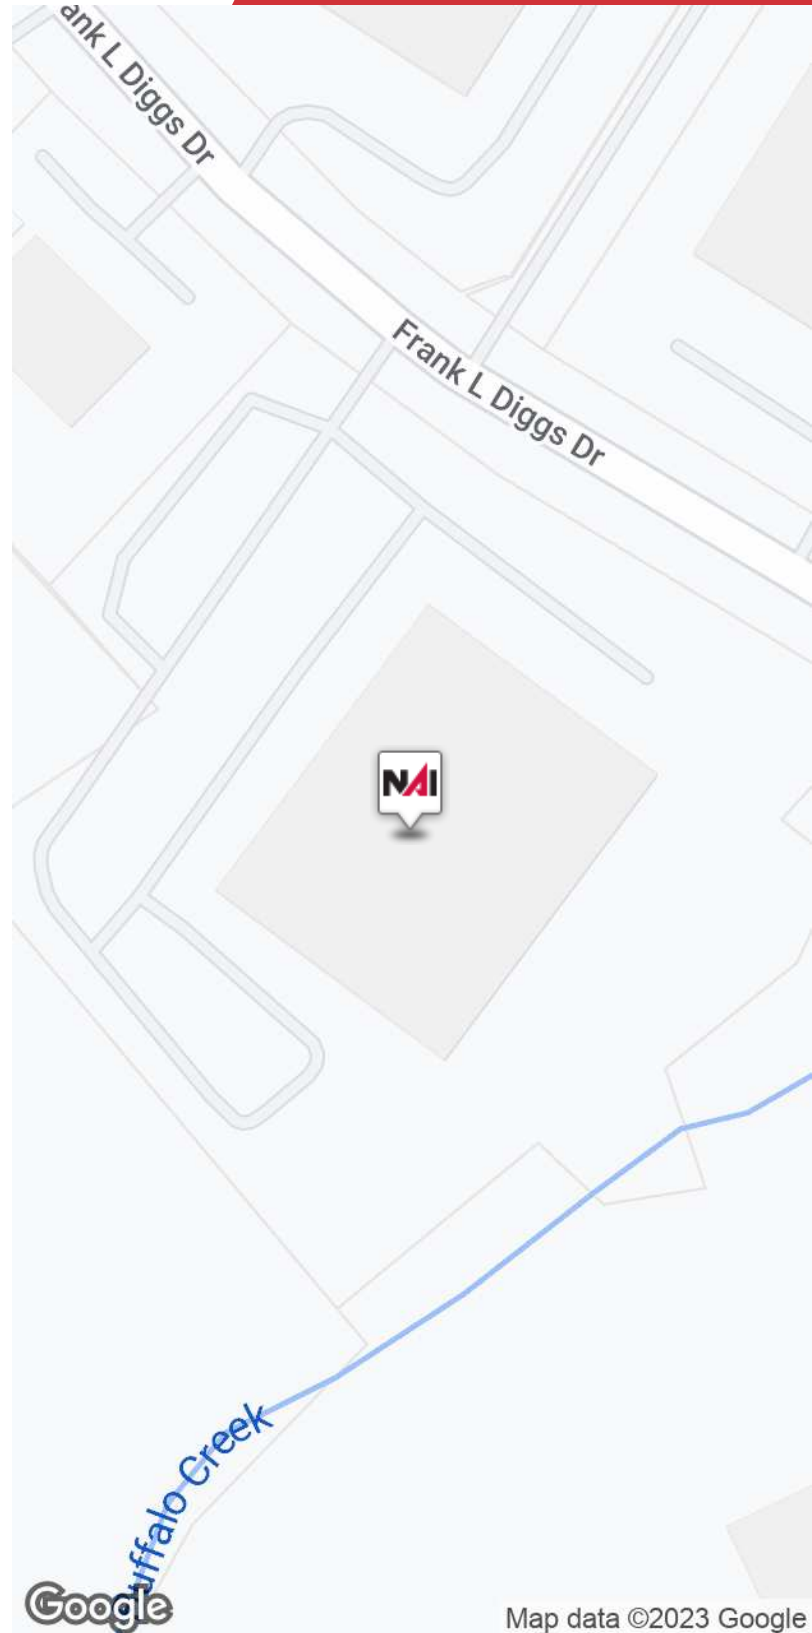 ank L Diggs Dr
Frank L Diggs Dr
NAI
uffalo Creek
Google
Map data ©2023 Google